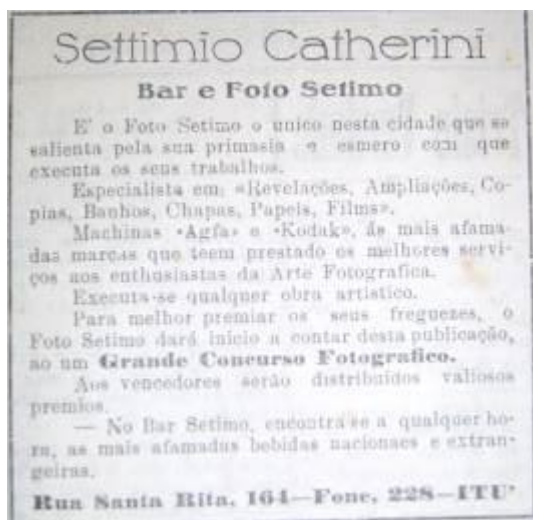 Settimio Catherini
Bar e Foto Setimo
E' o Foto Setimo o unico nesta cidade que se
salienta pela sua primasia e esmero com que
executa os seus trabalhos.
Especialista em: «Revelações, Ampliações, Co-
pias, Banhos, Chapas, Papeis, Films».
Machinas «Agfa» e «Kodak», ás mais afama-
das marcas que teem prestado os melhores servi-
ços aos enthusiastas da Arte Fotografica.
Executa-se qualquer obra artistico.
Para melhor premiar os seus freguezes, o
Foto Setimo dará inicio a contar desta publicação,
ao um Grande Concurso Fotografico.
Aos vencedores serão distribuidos valiosos
premios.
— No Bar Setimo, encontra-se a qualquer ho-
ra, as mais afamadas bebidas nacionaes e extran-
geiras.
Rua Santa Rita, 164—Fone, 228—ITU'